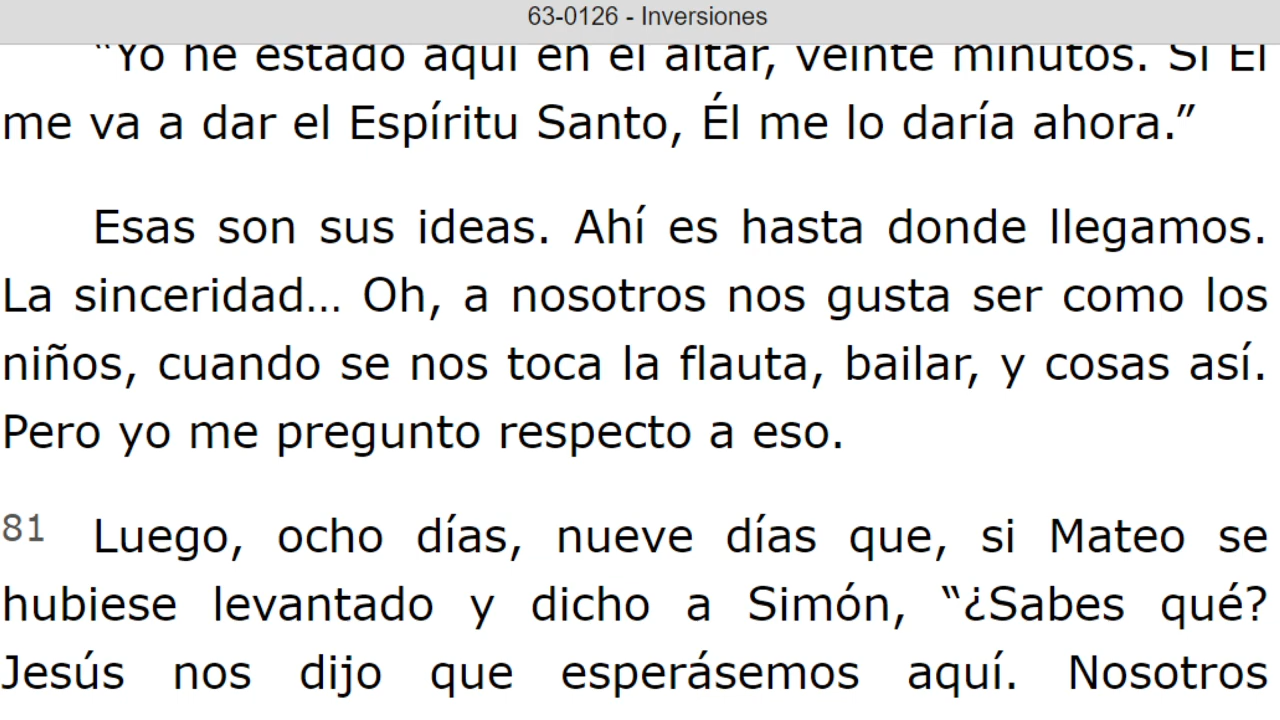 63-0126 - Inversiones
“Yo he estado aquí en el altar, veinte minutos. Si Él
me va a dar el Espíritu Santo, Él me lo daría ahora.”
Esas son sus ideas. Ahí es hasta donde llegamos.
La sinceridad… Oh, a nosotros nos gusta ser como los
niños, cuando se nos toca la flauta, bailar, y cosas así.
Pero yo me pregunto respecto a eso.
81 Luego, ocho días, nueve días que, si Mateo se
hubiese levantado y dicho a Simón, “¿Sabes qué?
Jesús nos dijo que esperásemos aquí. Nosotros